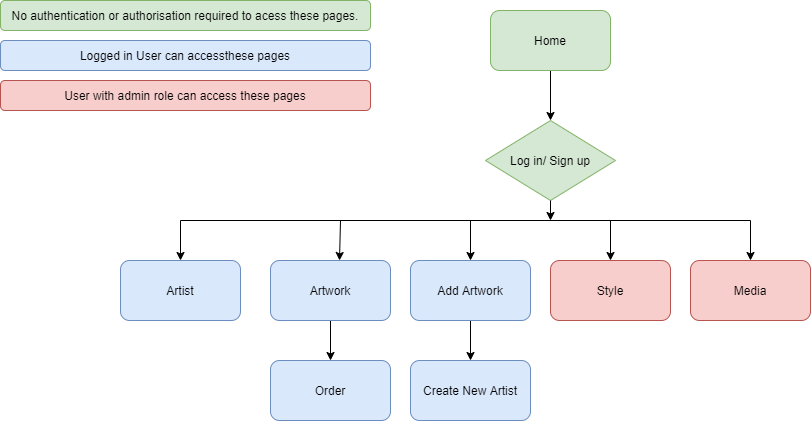 No authentication or authorisation required to acess these pages.
Logged in User can accessthese pages
User with admin role can access these pages
Home
Log in/ Sign up
Artist
Artwork
Add Artwork
Style
Media
Order
Create New Artist